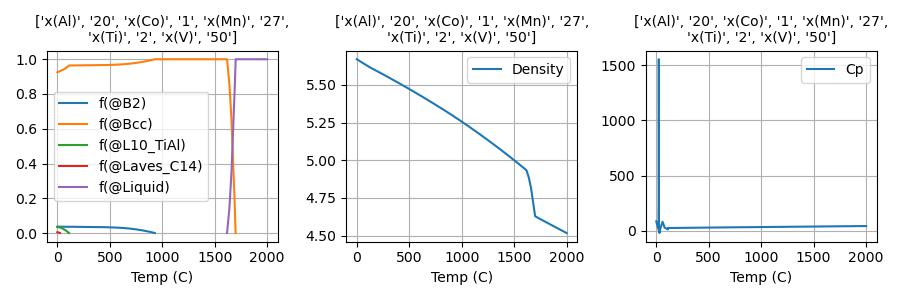 ['x(Al)', '20', 'x(Co)', '1', 'x(Mn)', '27',
'x(Ti)', '2', 'x(V)', '50']
1.0
0.8
0.6
0.4
0.2
0.0
f(@B2)
f(@Bcc)
f(@L10_TiAl)
f(@Laves_C14)
f(@Liquid)
0 500 1000 1500 2000
Temp (C)
['x(Al)', '20', 'x(Co)', '1', 'x(Mn)', '27',
'x(Ti)', '2', 'x(V)', '50']
Density
5.50
5.25
5.00
4.75
4.50
0 500 1000 1500 2000
Temp (C)
['x(Al)', '20', 'x(Co)', '1', 'x(Mn)', '27',
'x(Ti)', '2', 'x(V)', '50']
Cp
1500
1000
500
0
0 500 1000 1500 2000
Temp (C)